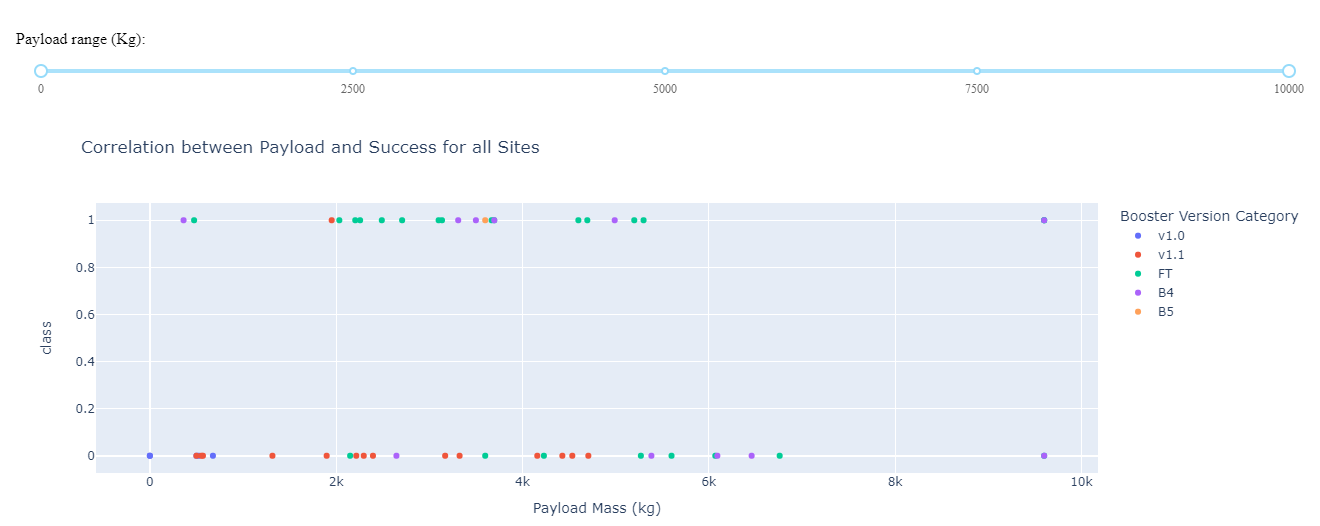 Payload range (Kg):
0 2500 5000 7500 10000
Correlation between Payload and Success for all Sites
Booster Version Category
v1.0
v1.1
FT
B4
B5
class
1
0.8
0.6
0.4
0.2
0
0 2k 4k 6k 8k 10k
Payload Mass (kg)